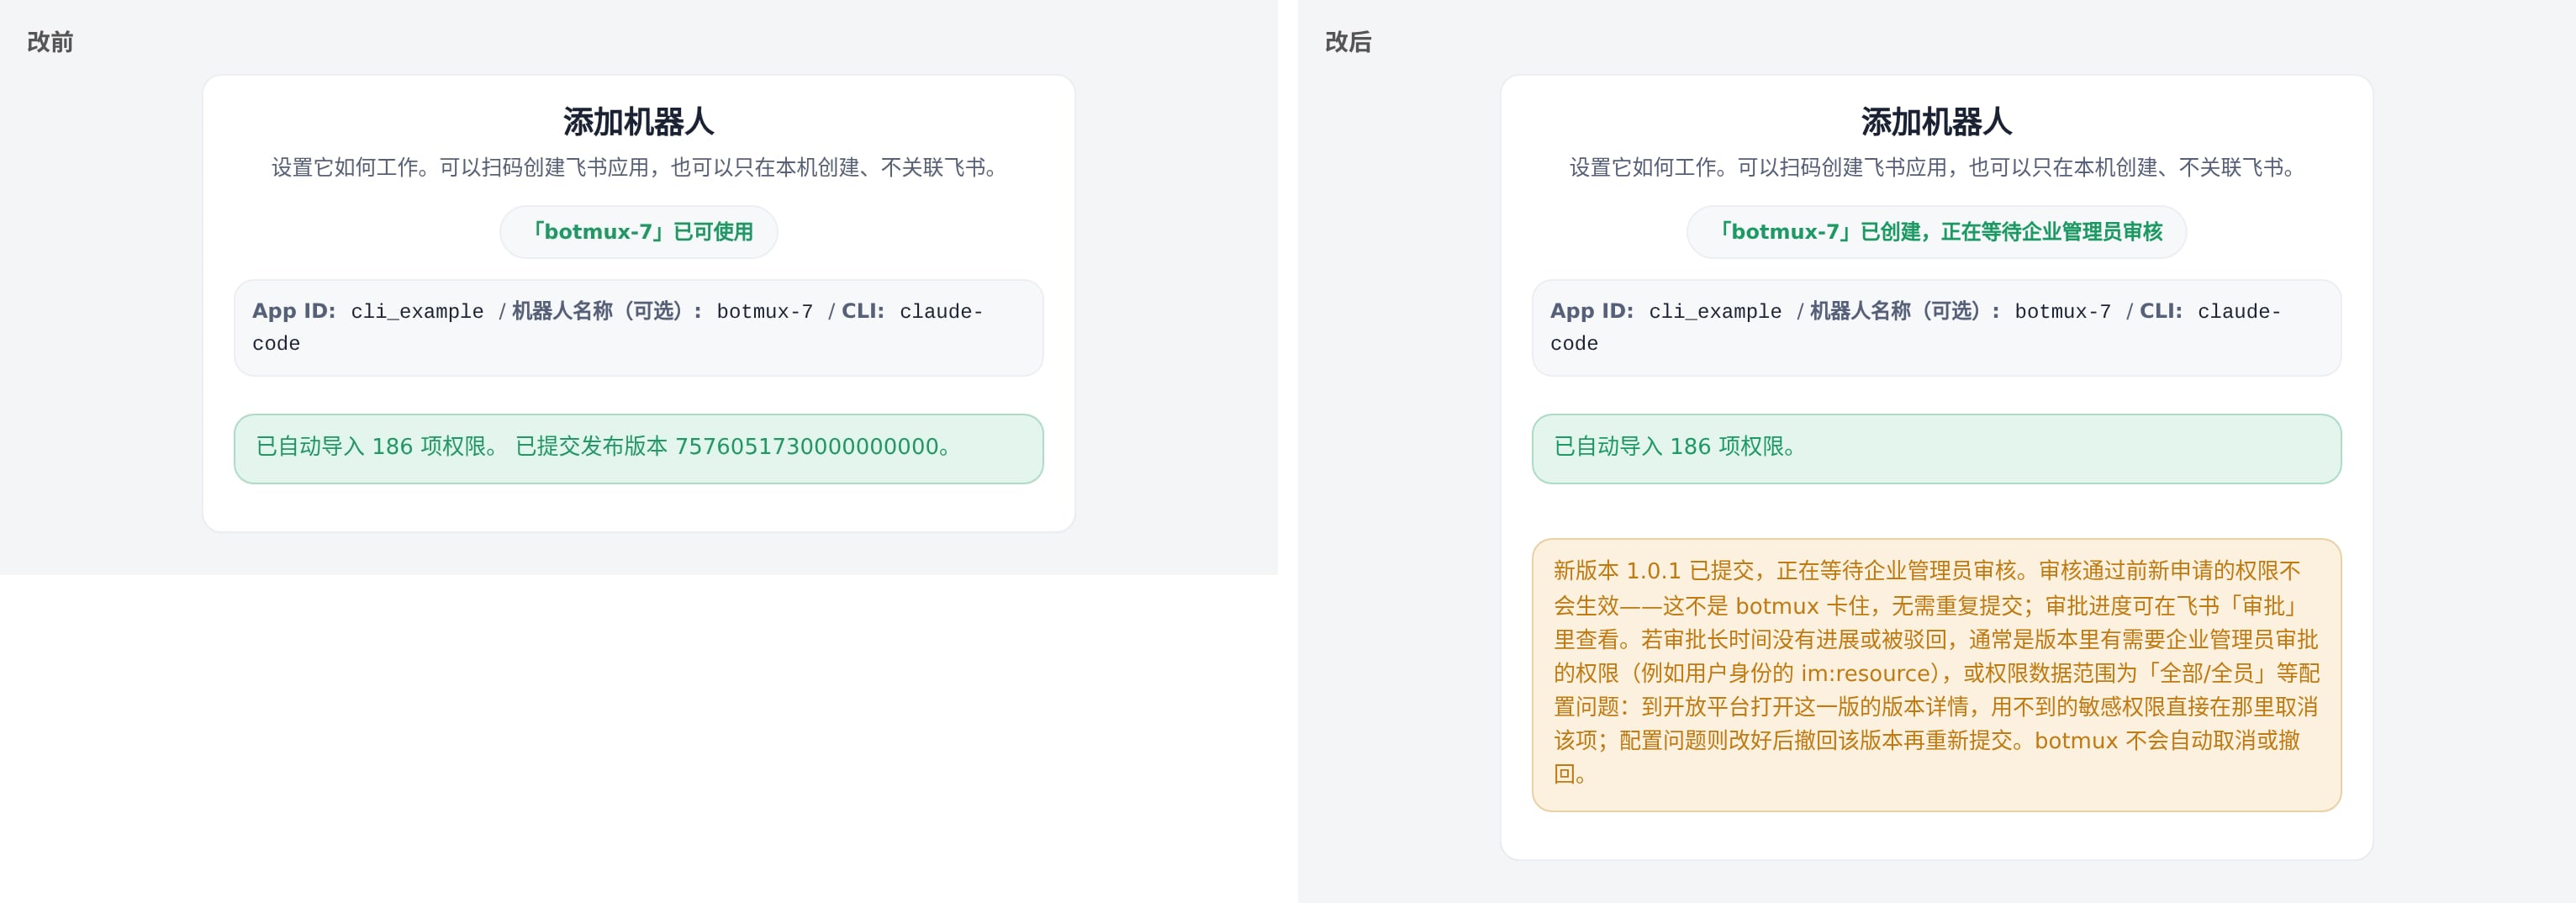 改前
添加机器人
设置它如何工作。可以扫码创建飞书应用，也可以只在本机创建、不关联飞书。
「botmux-7」已可使用
App ID: cli_example / 机器人名称（可选）: botmux-7 / CLI: claude-
code
已自动导入 186 项权限。 已提交发布版本 7576051730000000000。
改后
添加机器人
设置它如何工作。可以扫码创建飞书应用，也可以只在本机创建、不关联飞书。
「botmux-7」已创建，正在等待企业管理员审核
App ID: cli_example / 机器人名称（可选）: botmux-7 / CLI: claude-
code
已自动导入 186 项权限。
新版本 1.0.1 已提交，正在等待企业管理员审核。审核通过前新申请的权限不
会生效——这不是 botmux 卡住，无需重复提交；审批进度可在飞书「审批」
里查看。若审批长时间没有进展或被驳回，通常是版本里有需要企业管理员审批
的权限（例如用户身份的 im:resource），或权限数据范围为「全部/全员」等配
置问题：到开放平台打开这一版的版本详情，用不到的敏感权限直接在那里取消
该项；配置问题则改好后撤回该版本再重新提交。botmux 不会自动取消或撤
回。